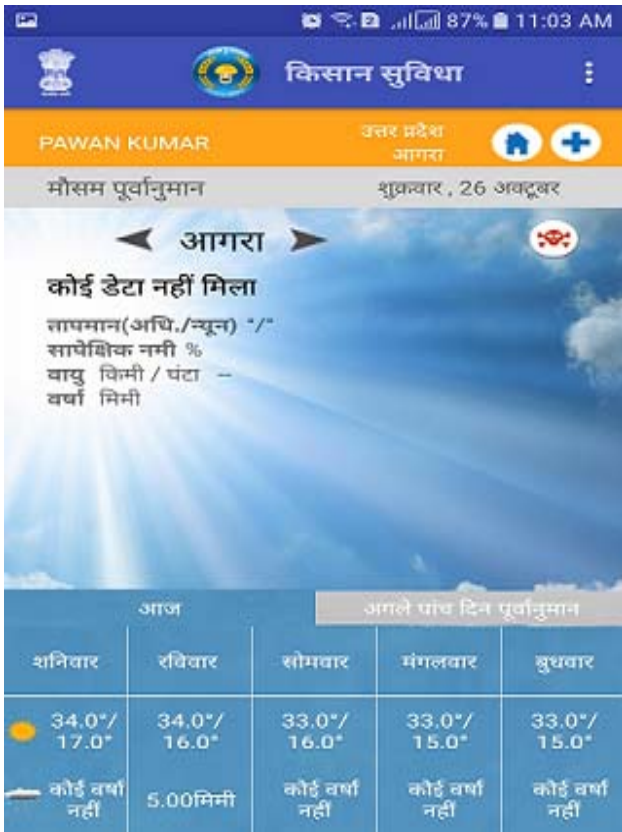 87% 11:03 AM
किसान सुविधा
PAWAN KUMAR
उत्तर प्रदेश
आगरा
मौसम पूर्वानुमान
शुक्रवार , 26 अक्टूबर
आगरा
कोई डेटा नहीं मिला
तापमान(अधि./न्यून) °/°
सापेक्षिक नमी %
वायु किमी / घंटा --
वर्षा मिमी
आज
अगले पांच दिन पूर्वानुमान
शनिवार रविवार सोमवार मंगलवार बुधवार
34.0°/ 34.0°/ 33.0°/ 33.0°/ 33.0°/
17.0° 16.0° 16.0° 15.0° 15.0°
कोई वर्षा 5.00मिमी कोई वर्षा कोई वर्षा कोई वर्षा
नहीं नहीं नहीं नहीं